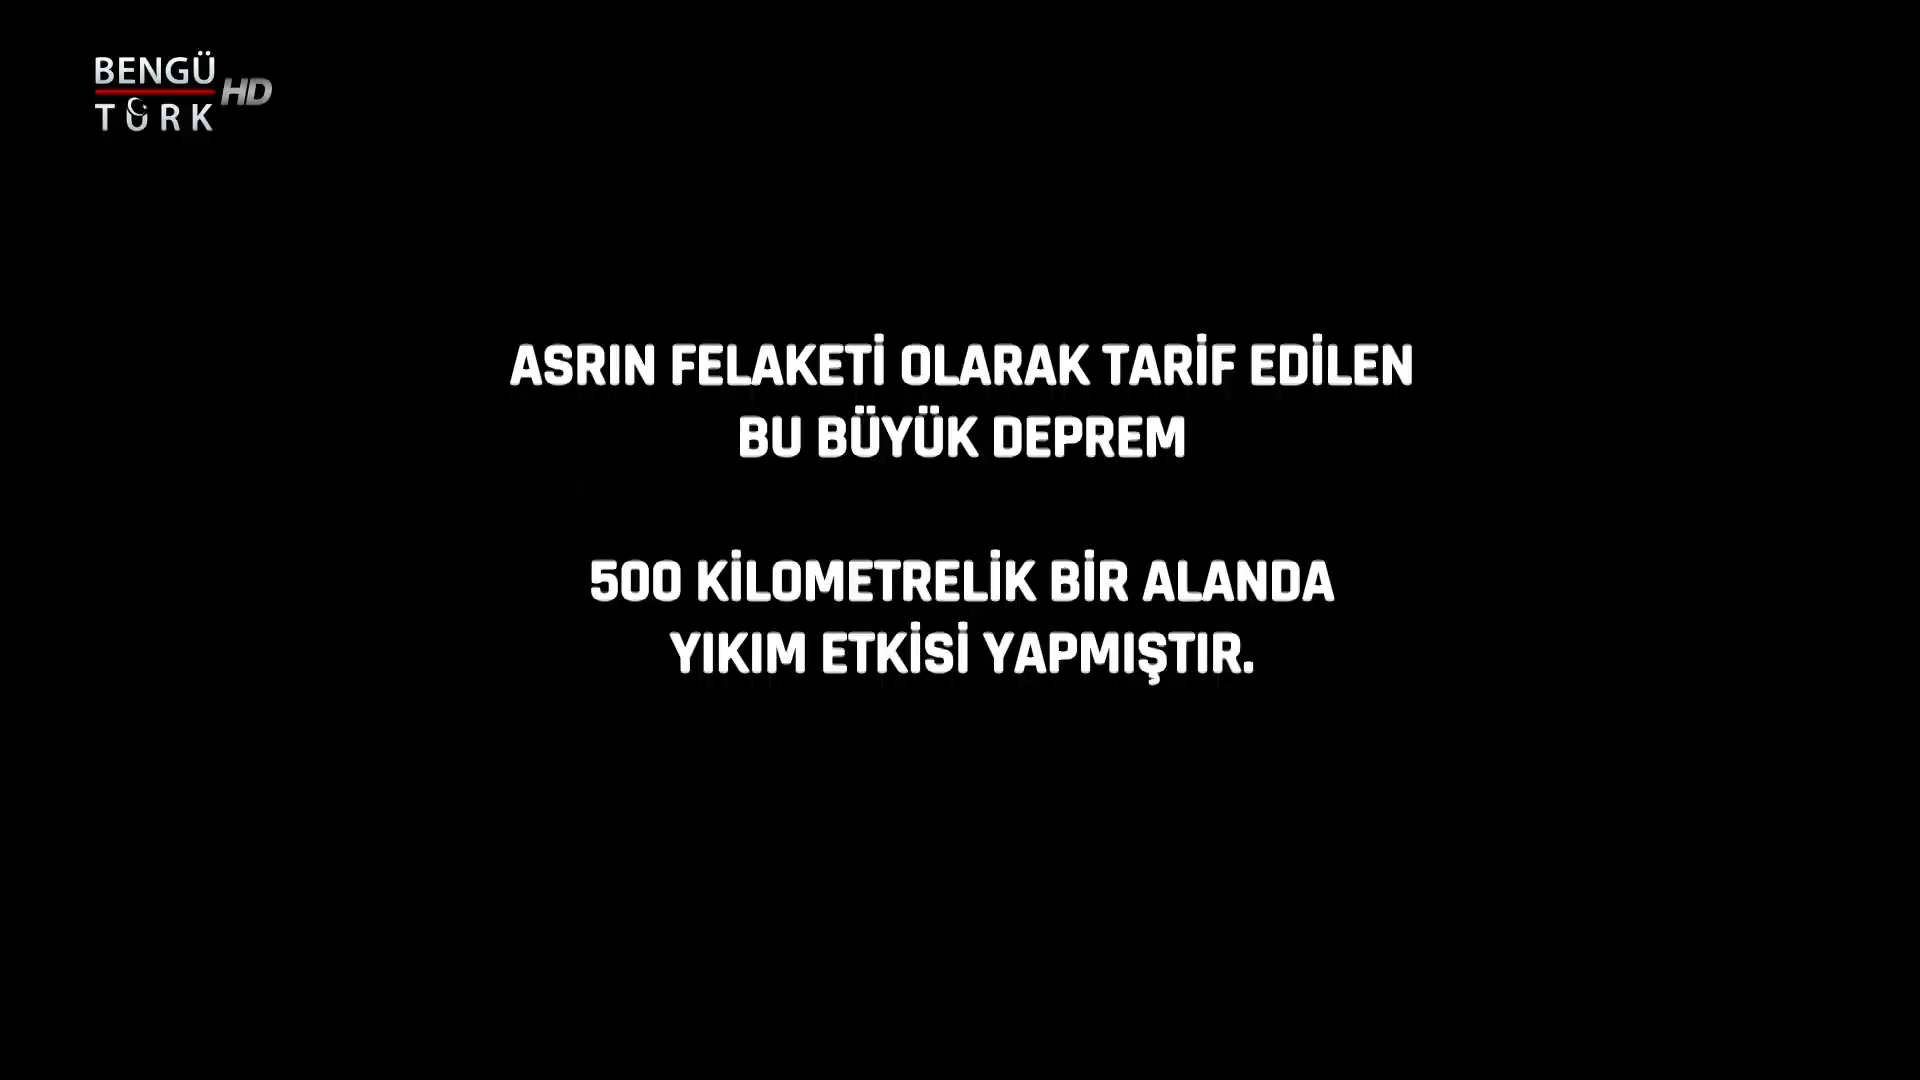 BENGÜ
TÜRK HD
ASRIN FELAKETİ OLARAK TARİF EDİLEN
BU BÜYÜK DEPREM
500 KİLOMETRELİK BİR ALANDA
YIKIM ETKİSİ YAPMIŞTIR.